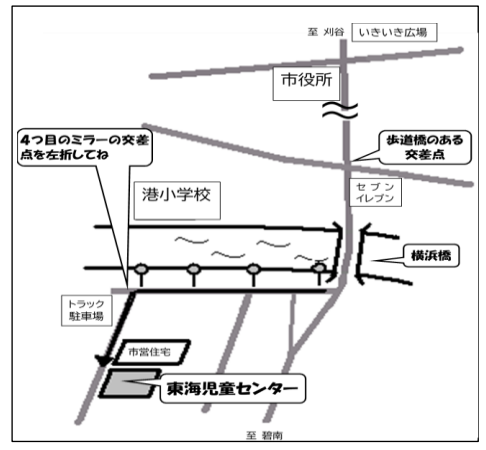 至 刈谷
いきいき広場
市役所
4つ目のミラーの交差
点を左折してね
歩道橋のある
交差点
セブン
イレブン
港小学校
横浜橋
トラック
駐車場
市営住宅
東海児童センター
至 碧南